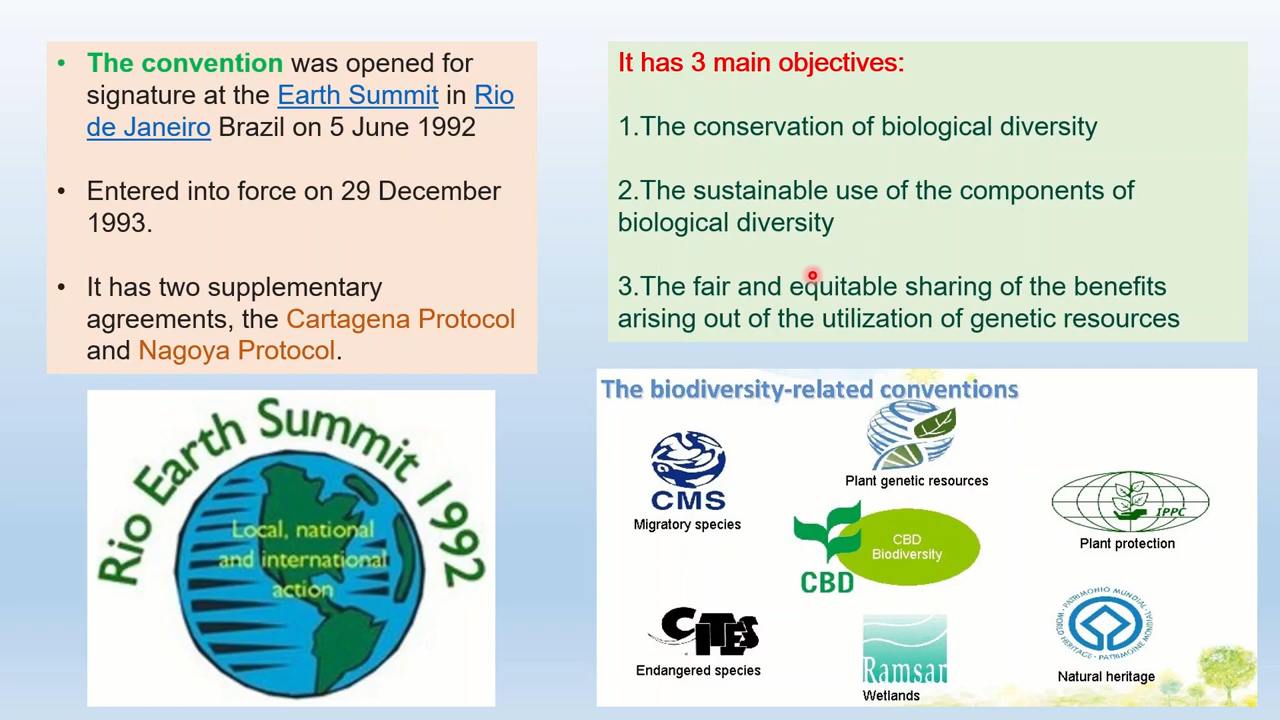 • The convention was opened for
signature at the Earth Summit in Rio
de Janeiro Brazil on 5 June 1992
• Entered into force on 29 December
1993.
• It has two supplementary
agreements, the Cartagena Protocol
and Nagoya Protocol.
It has 3 main objectives:
1.The conservation of biological diversity
2.The sustainable use of the components of
biological diversity
3.The fair and equitable sharing of the benefits
arising out of the utilization of genetic resources
Rio Earth Summit 1992
Local, national
and international
action
The biodiversity-related conventions
CMS
Migratory species
Plant genetic resources
IPPC
Plant protection
CBD
CBD
Biodiversity
CITES
Endangered species
Ramsar
Wetlands
PATRIMONIO MUNDIAL
WORLD HERITAGE
PATRIMOINE MONDIAL
Natural heritage